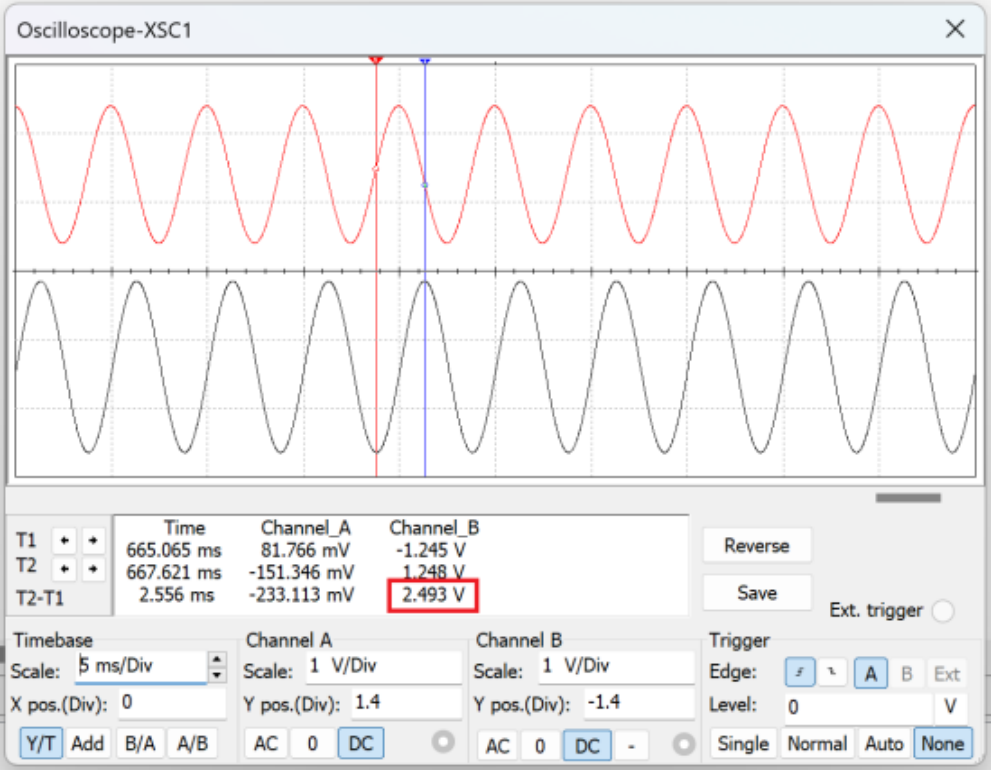 Oscilloscope-XSC1
Time Channel_A Channel_B
T1 665.065 ms 81.766 mV -1.245 V
T2 667.621 ms -151.346 mV 1.248 V
T2-T1 2.556 ms -233.113 mV 2.493 V
Reverse
Save
Ext. trigger
Timebase
Scale: 5 ms/Div
X pos.(Div): 0
Y/T Add B/A A/B
Channel A
Scale: 1 V/Div
Y pos.(Div): 1.4
AC 0 DC
Channel B
Scale: 1 V/Div
Y pos.(Div): -1.4
AC 0 DC -
Trigger
Edge: A B Ext
Level: 0 V
Single Normal Auto None